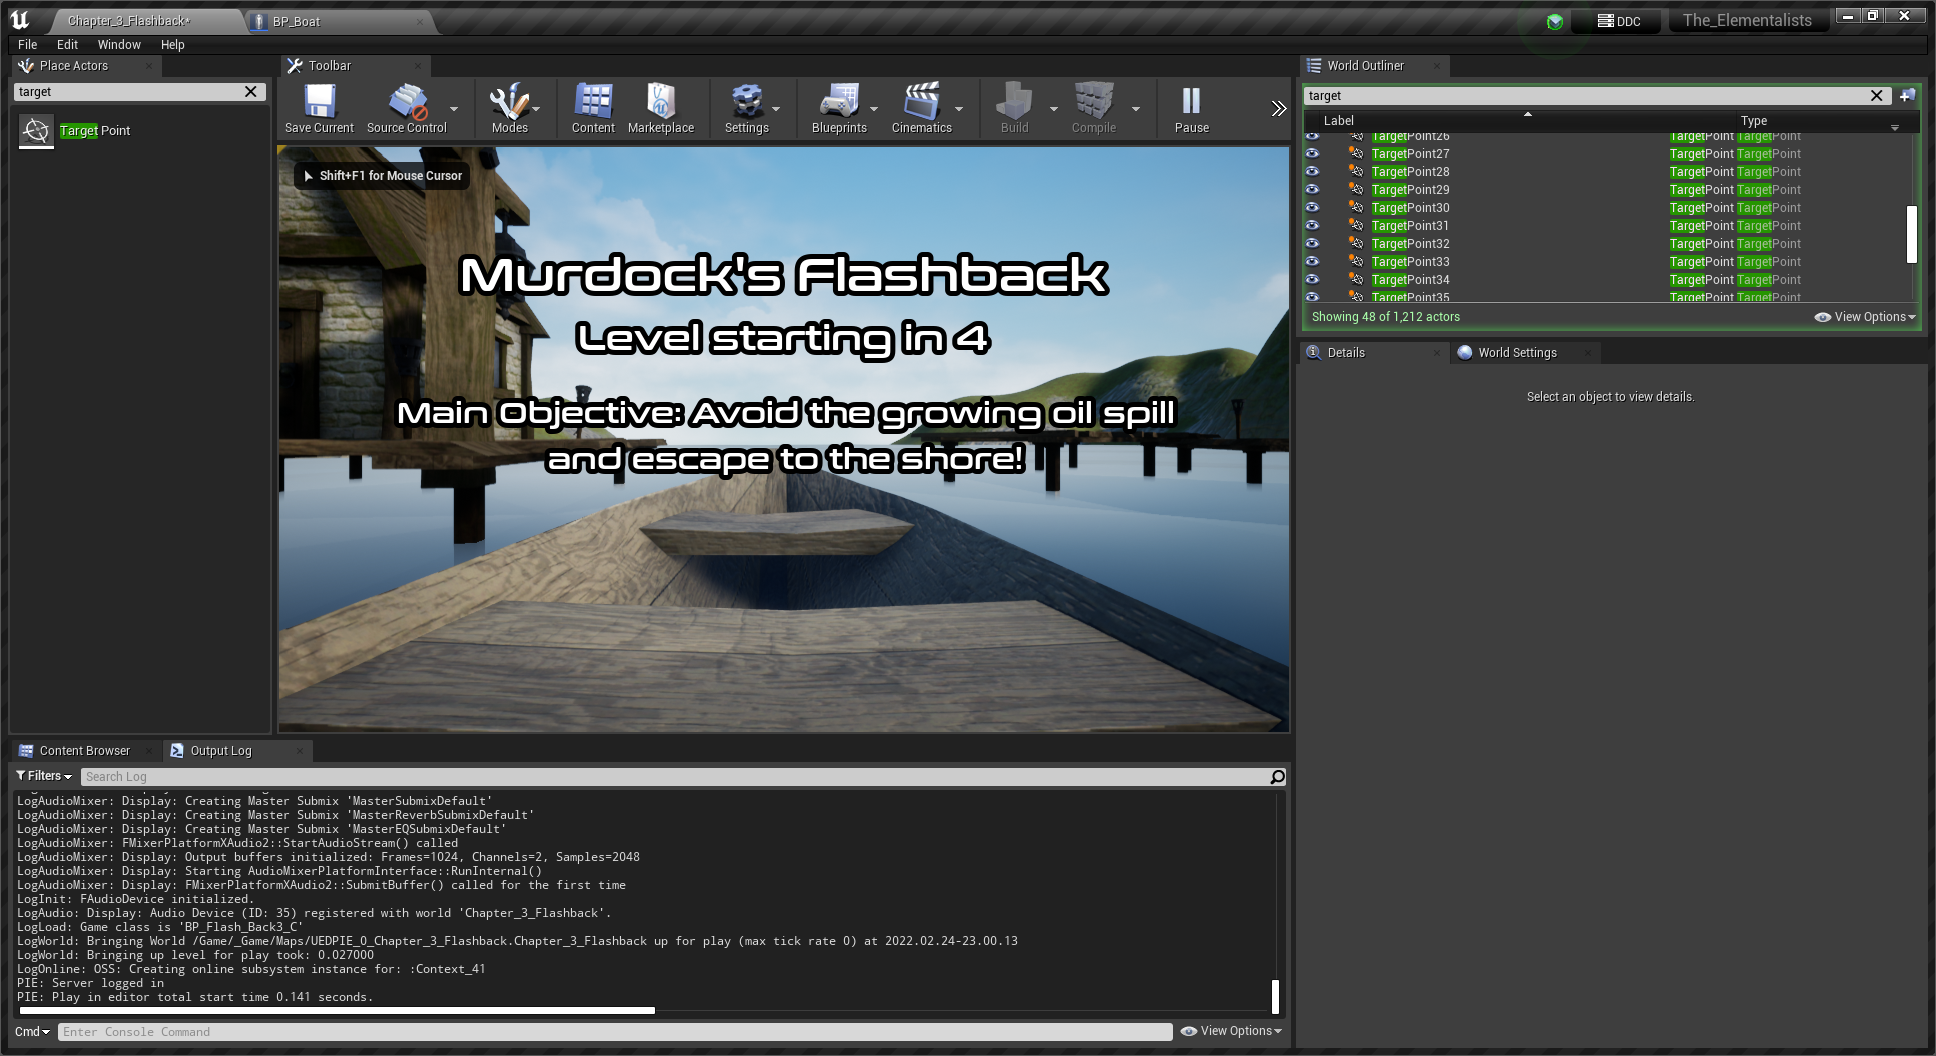 Chapter_3_Flashback*
BP_Boat
DDC
The_Elementalists
File Edit Window Help
Place Actors
target
Target Point
Toolbar
Save Current
Source Control
Modes
Content
Marketplace
Settings
Blueprints
Cinematics
Build
Compile
Pause
Shift+F1 for Mouse Cursor
Murdock's Flashback
Level starting in 4
Main Objective: Avoid the growing oil spill
and escape to the shore!
World Outliner
target
Label Type
TargetPoint26 TargetPoint TargetPoint
TargetPoint27 TargetPoint TargetPoint
TargetPoint28 TargetPoint TargetPoint
TargetPoint29 TargetPoint TargetPoint
TargetPoint30 TargetPoint TargetPoint
TargetPoint31 TargetPoint TargetPoint
TargetPoint32 TargetPoint TargetPoint
TargetPoint33 TargetPoint TargetPoint
TargetPoint34 TargetPoint TargetPoint
TargetPoint35 TargetPoint TargetPoint
Showing 48 of 1,212 actors
View Options
Details
World Settings
Select an object to view details.
Content Browser
Output Log
Filters
Search Log
LogAudioMixer: Display: Creating Master Submix 'MasterSubmixDefault'
LogAudioMixer: Display: Creating Master Submix 'MasterReverbSubmixDefault'
LogAudioMixer: Display: Creating Master Submix 'MasterEQSubmixDefault'
LogAudioMixer: FMixerPlatformXAudio2::StartAudioStream() called
LogAudioMixer: Display: Output buffers initialized: Frames=1024, Channels=2, Samples=2048
LogAudioMixer: Display: Starting AudioMixerPlatformInterface::RunInternal()
LogAudioMixer: Display: FMixerPlatformXAudio2::SubmitBuffer() called for the first time
LogInit: FAudioDevice initialized.
LogAudio: Display: Audio Device (ID: 35) registered with world 'Chapter_3_Flashback'.
LogLoad: Game class is 'BP_Flash_Back3_C'
LogWorld: Bringing World /Game/_Game/Maps/UEDPIE_0_Chapter_3_Flashback.Chapter_3_Flashback up for play (max tick rate 0) at 2022.02.24-23.00.13
LogWorld: Bringing up level for play took: 0.027000
LogOnline: OSS: Creating online subsystem instance for: :Context_41
PIE: Server logged in
PIE: Play in editor total start time 0.141 seconds.
Cmd
Enter Console Command
View Options